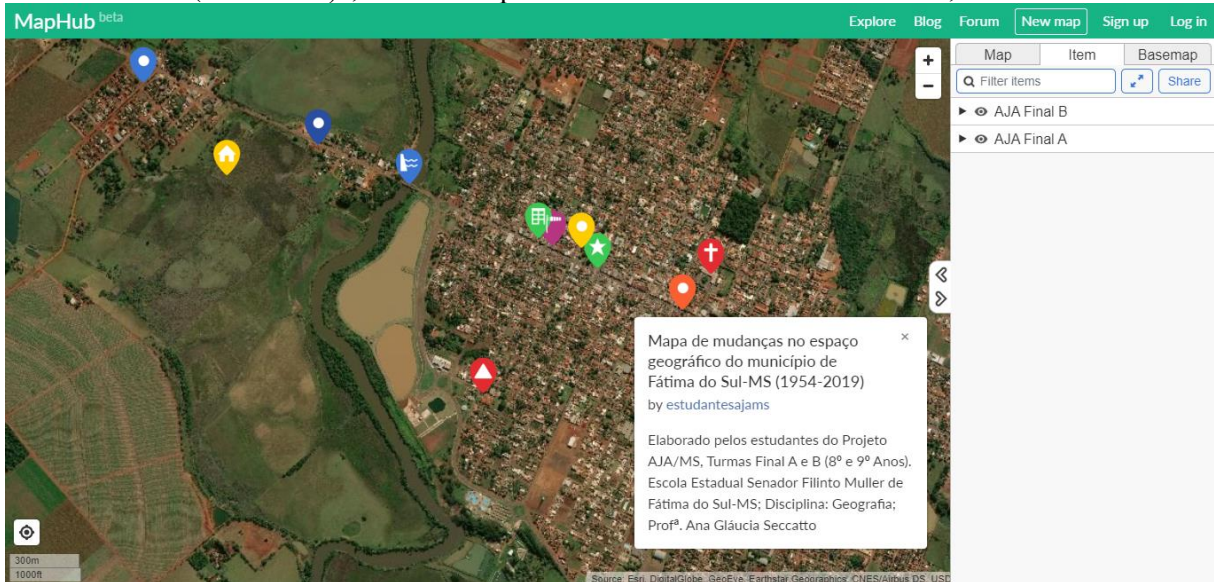 MapHub beta
Explore Blog Forum New map Sign up Log in
Map Item Basemap
Filter items
Share
AJA Final B
AJA Final A
Mapa de mudanças no espaço
geográfico do município de
Fátima do Sul-MS (1954-2019)
by estudantesajams
Elaborado pelos estudantes do Projeto
AJA/MS, Turmas Final A e B (8º e 9º Anos).
Escola Estadual Senador Filinto Muller de
Fátima do Sul-MS; Disciplina: Geografia;
Profª. Ana Gláucia Seccatto
300m
1000ft
Source: Esri, DigitalGlobe, GeoEye, Earthstar Geographics, CNES/Airbus DS, USD